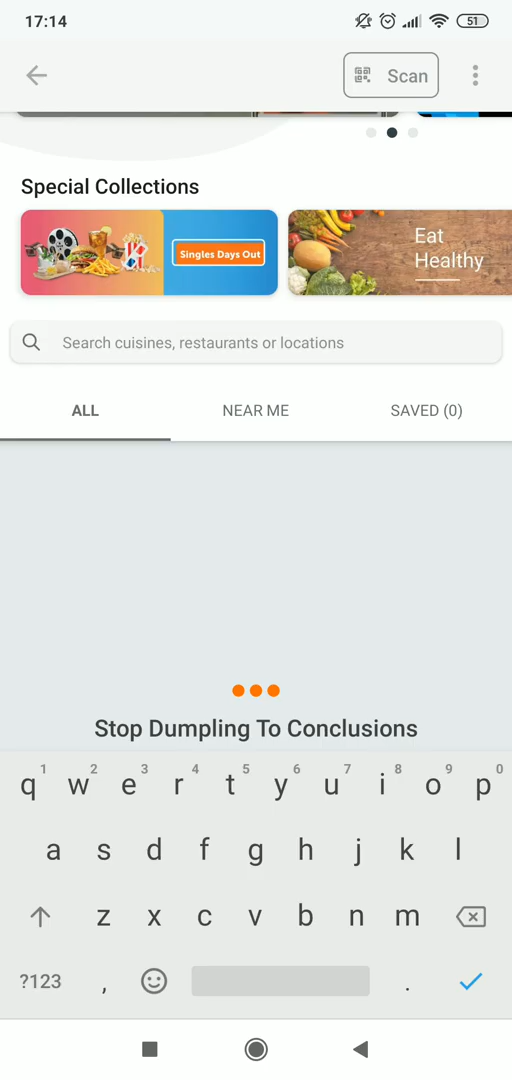 17:14
51
Scan
Special Collections
Singles Days Out
Eat
Healthy
Search cuisines, restaurants or locations
ALL NEAR ME SAVED (0)
Stop Dumpling To Conclusions
1 2 3 4 5 6 7 8 9 0
q w e r t y u i o p
a s d f g h j k l
z x c v b n m
?123 , .